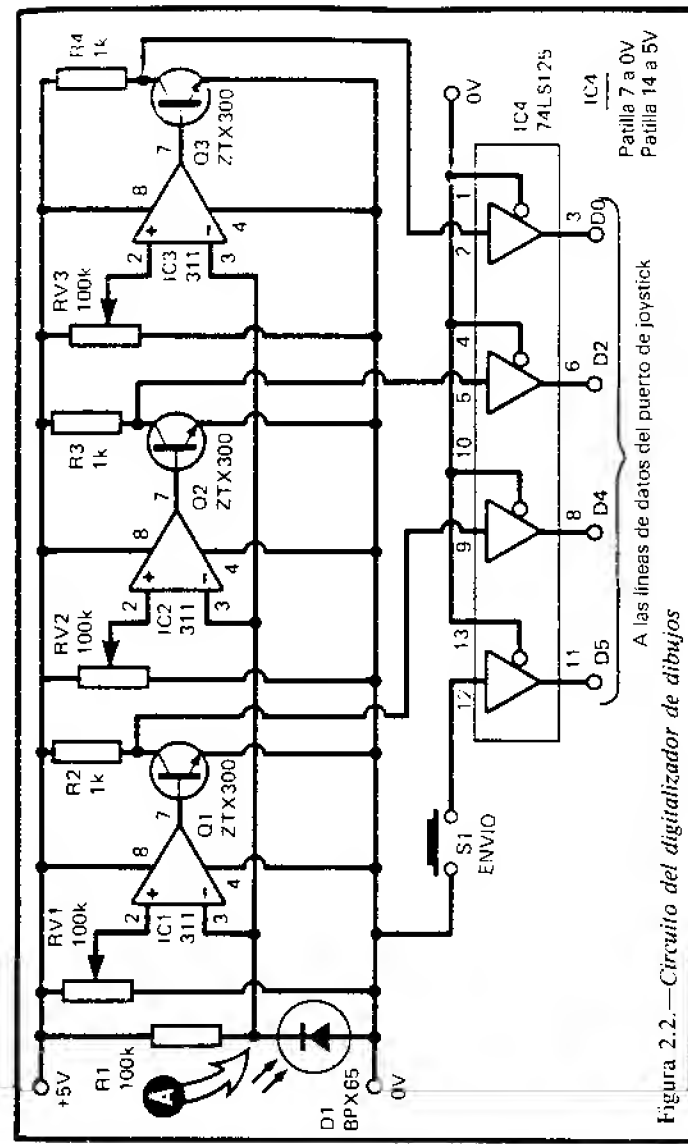 +5V
R1
100k
A
D1
BPX65
0V
RV1
100k
2
3
IC1
311
8
4
7
Q1
ZTX300
R2
1k
RV2
100k
2
3
IC2
311
8
4
7
Q2
ZTX300
R3
1k
RV3
100k
2
3
IC3
311
8
4
7
Q3
ZTX300
R4
1k
S1
ENVIO
12
13
11
D5
9
10
8
D4
5
4
6
D2
2
1
3
D0
0V
IC4
74LS125
IC4
Patilla 7 a 0V
Patilla 14 a 5V
A las líneas de datos del puerto de joystick
Figura 2.2.—Circuito del digitalizador de dibujos